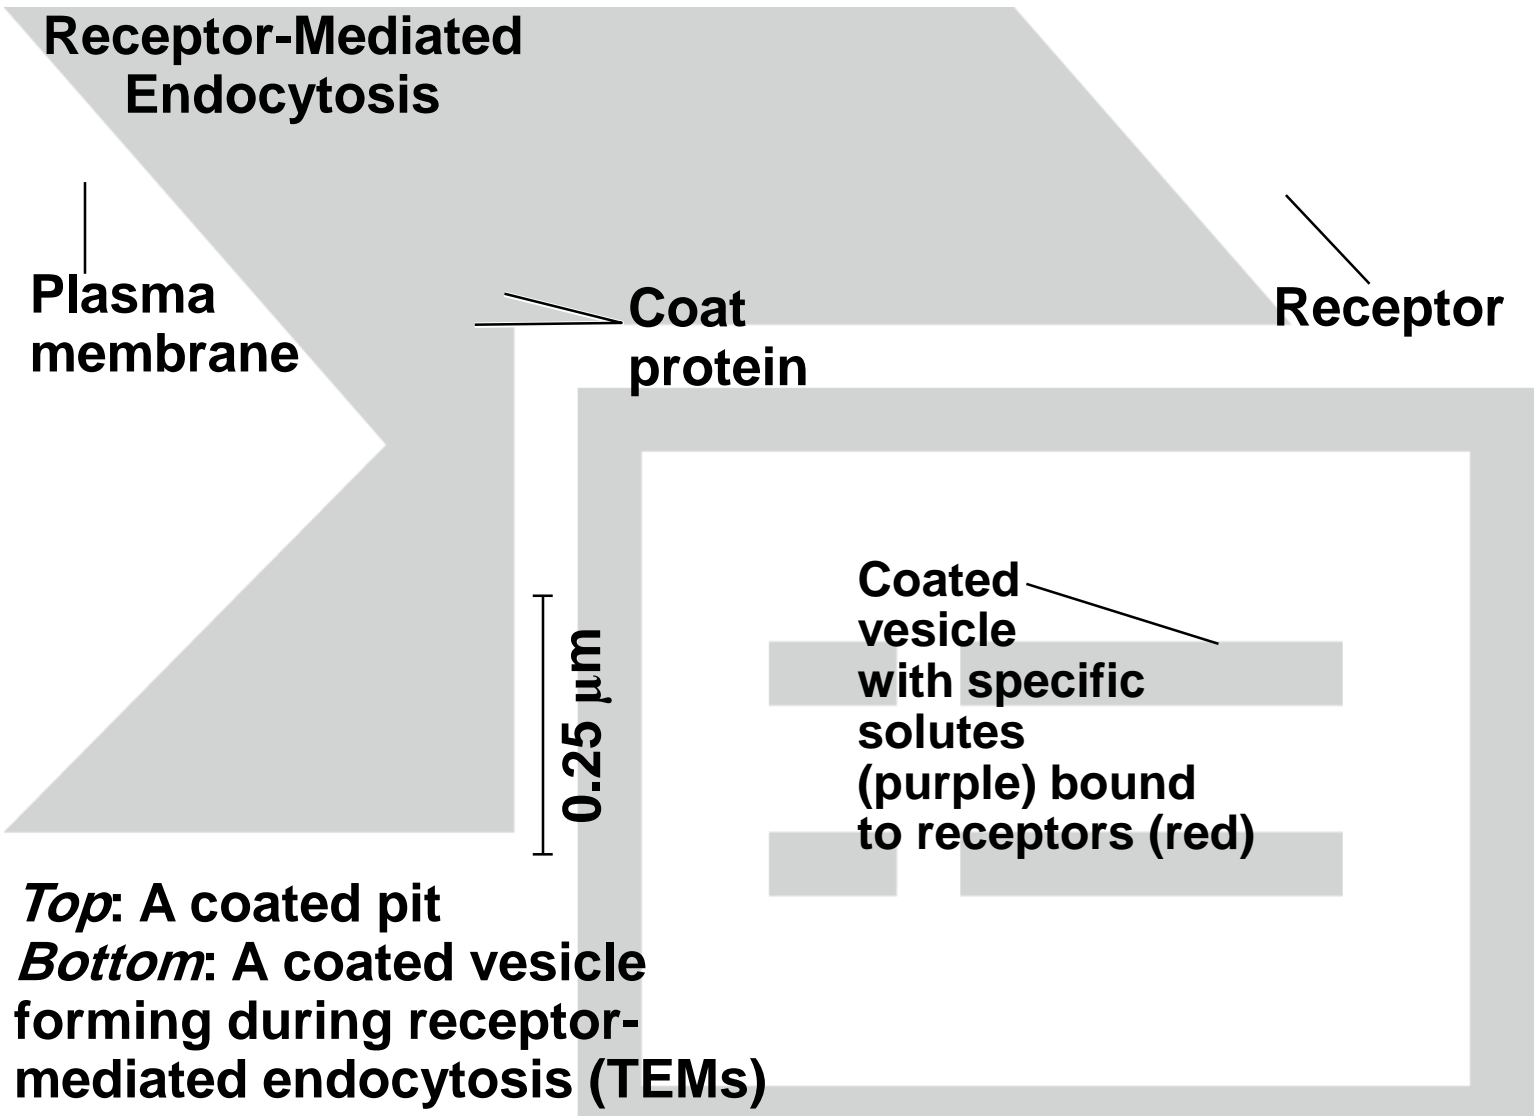 Receptor-Mediated
Endocytosis
Plasma
membrane
Coat
protein
Receptor
0.25 μm
Coated
vesicle
with specific
solutes
(purple) bound
to receptors (red)
Top: A coated pit
Bottom: A coated vesicle
forming during receptor-
mediated endocytosis (TEMs)